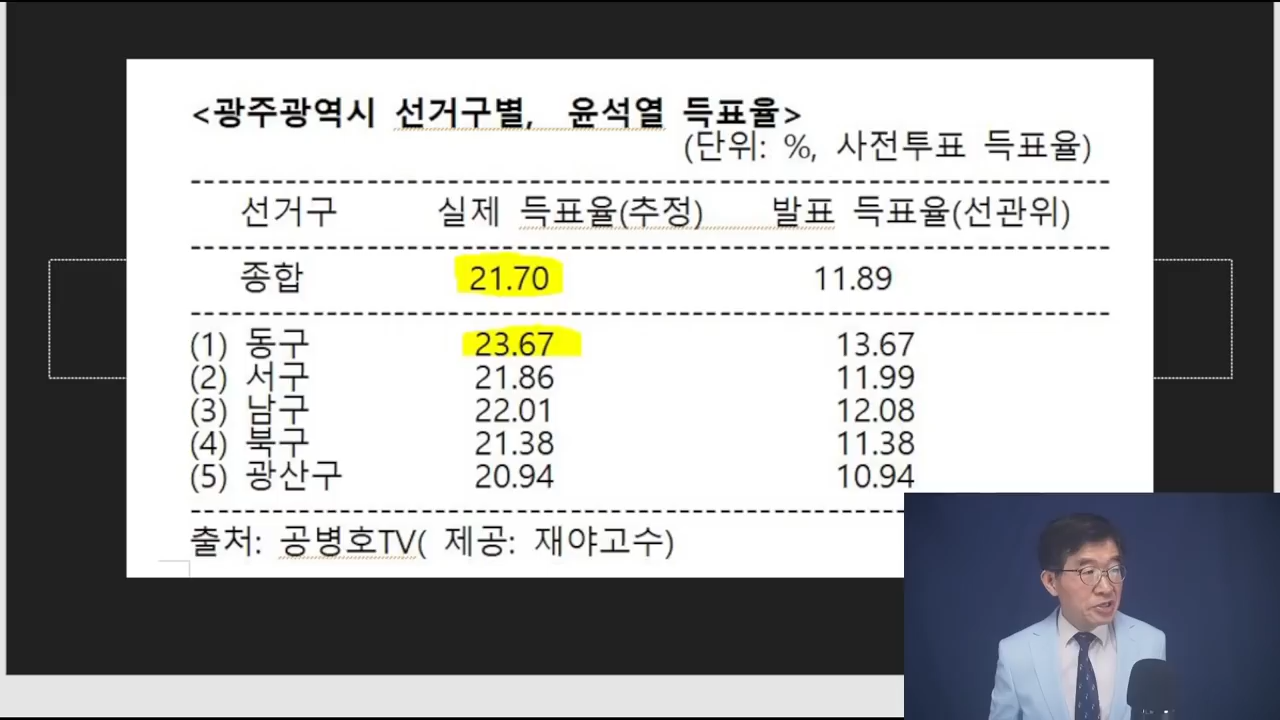 <광주광역시 선거구별, 윤석열 득표율>
(단위: %, 사전투표 득표율)
선거구 실제 득표율(추정) 발표 득표율(선관위)
종합 21.70 11.89
(1) 동구 23.67 13.67
(2) 서구 21.86 11.99
(3) 남구 22.01 12.08
(4) 북구 21.38 11.38
(5) 광산구 20.94 10.94
출처: 공병호TV( 제공: 재야고수)